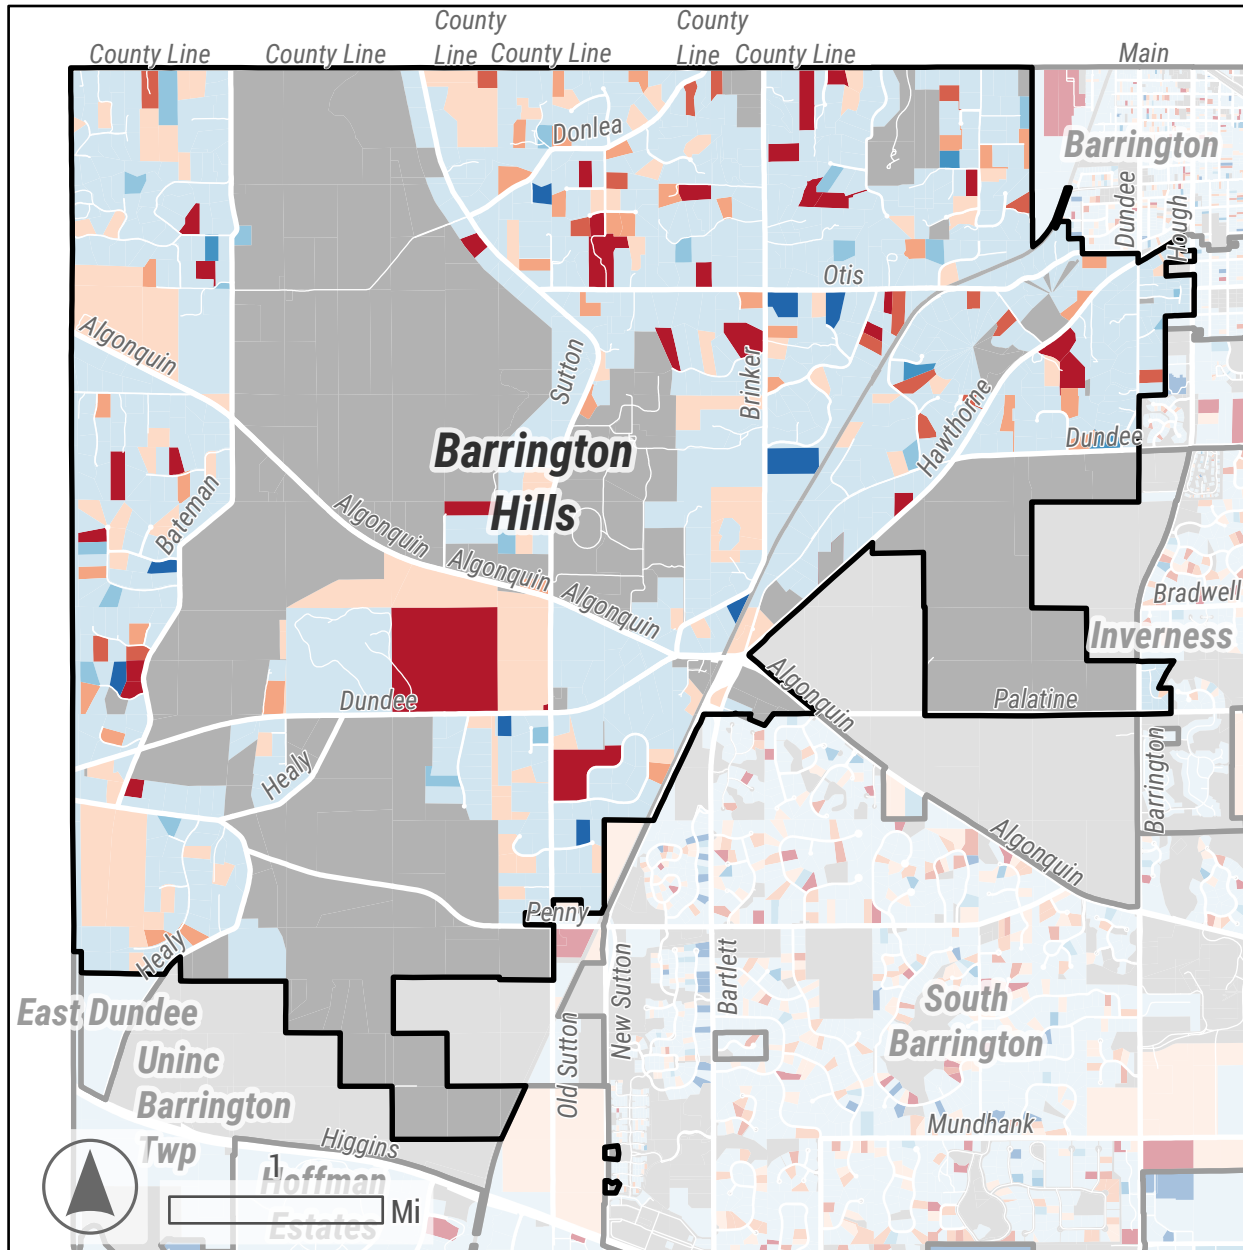 County
County
County Line
County Line
Line
County Line
Line
County Line
Main
Donlea
Barrington
Dundee
Hough
Otis
Algonquin
Sutton
Brinker
Hawthorne
Dundee
Barrington
Hills
Bateman
Algonquin
Algonquin
Algonquin
Bradwell
Inverness
Algonquin
Dundee
Palatine
Healy
Barrington
Algonquin
Penny
Healy
New Sutton
Bartlett
South
Barrington
East Dundee
Uninc
Barrington
Twp
Old Sutton
Mundhank
Higgins
1
Mi
Hoffman
Estates